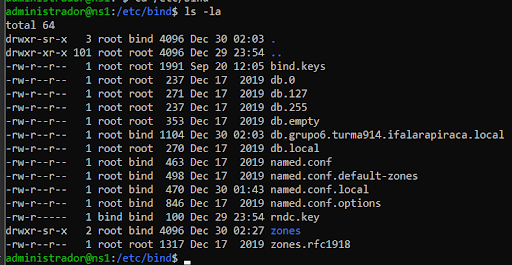 administrador@ns1:/etc/bind$ ls -la
total 64
drwxr-sr-x 3 root bind 4096 Dec 30 02:03 .
drwxr-xr-x 101 root root 4096 Dec 29 23:54 ..
-rw-r--r-- 1 root root 1991 Sep 20 12:05 bind.keys
-rw-r--r-- 1 root root 237 Dec 17 2019 db.0
-rw-r--r-- 1 root root 271 Dec 17 2019 db.127
-rw-r--r-- 1 root root 237 Dec 17 2019 db.255
-rw-r--r-- 1 root root 353 Dec 17 2019 db.empty
-rw-r--r-- 1 root bind 1104 Dec 30 02:03 db.grupo6.turma914.ifalarapiraca.local
-rw-r--r-- 1 root root 270 Dec 17 2019 db.local
-rw-r--r-- 1 root bind 463 Dec 17 2019 named.conf
-rw-r--r-- 1 root bind 498 Dec 17 2019 named.conf.default-zones
-rw-r--r-- 1 root bind 470 Dec 30 01:43 named.conf.local
-rw-r--r-- 1 root bind 846 Dec 17 2019 named.conf.options
-rw-r----- 1 bind bind 100 Dec 29 23:54 rndc.key
drwxr-sr-x 2 root bind 4096 Dec 30 02:27 zones
-rw-r--r-- 1 root root 1317 Dec 17 2019 zones.rfc1918
administrador@ns1:/etc/bind$